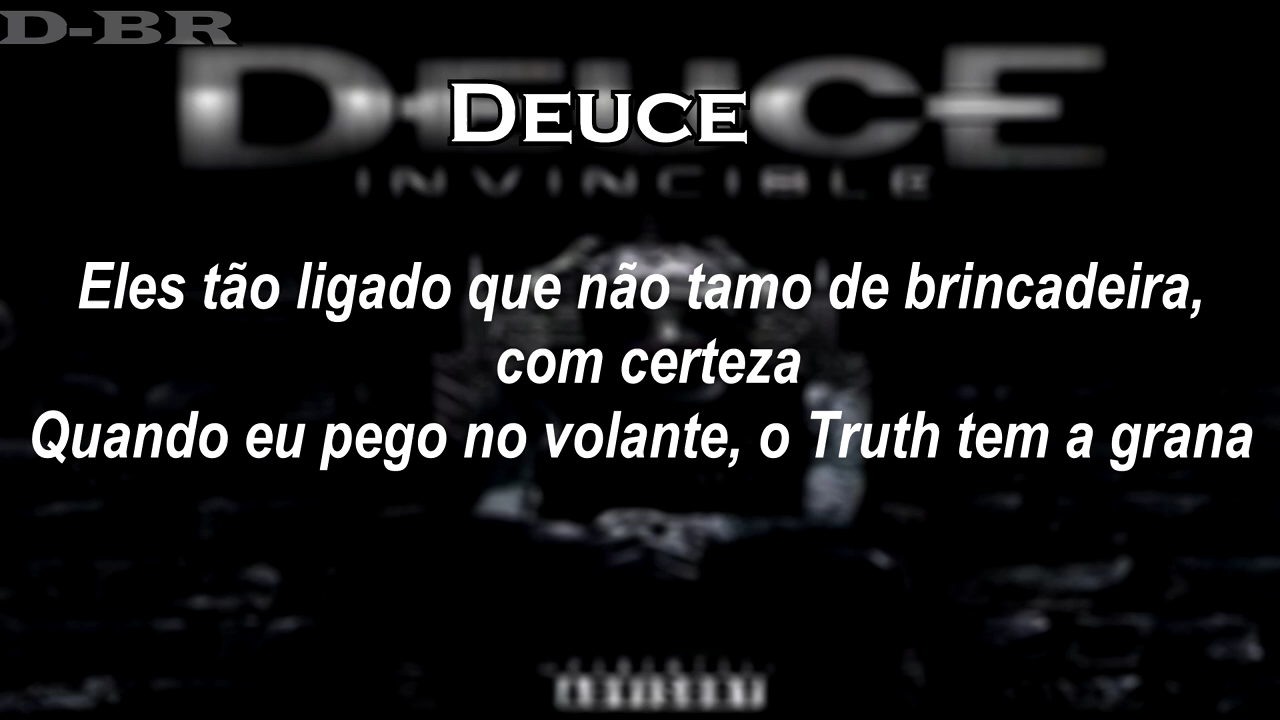 D-BR
DEUCE
DEUCE
INVINCIBLE
Eles tão ligado que não tamo de brincadeira,
com certeza
Quando eu pego no volante, o Truth tem a grana